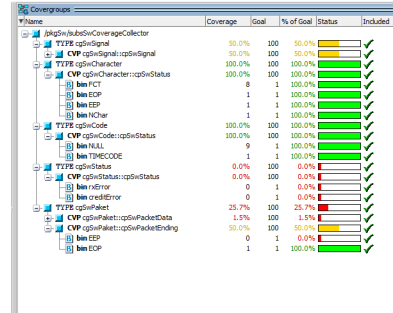 Covergroups
Name Coverage Goal % of Goal Status Included
/pkgSw/subsSwCoverageCollector
TYPE cgSwSignal 50.0% 100 50.0%
CVP cgSwSignal::cpSwSignal 50.0% 100 50.0%
TYPE cgSwCharacter 100.0% 100 100.0%
CVP cgSwCharacter::cpSwStatus 100.0% 100 100.0%
B bin FCT 8 1 100.0%
B bin EOP 1 1 100.0%
B bin EEP 1 1 100.0%
B bin NChar 1 1 100.0%
TYPE cgSwCode 100.0% 100 100.0%
CVP cgSwCode::cpSwStatus 100.0% 100 100.0%
B bin NULL 9 1 100.0%
B bin TIMECODE 1 1 100.0%
TYPE cgSwStatus 0.0% 100 0.0%
CVP cgSwStatus::cpSwStatus 0.0% 100 0.0%
B bin rxError 0 1 0.0%
B bin creditError 0 1 0.0%
TYPE cgSwPaket 25.7% 100 25.7%
CVP cgSwPaket::cpSwPacketData 1.5% 100 1.5%
CVP cgSwPaket::cpSwPacketEnding 50.0% 100 50.0%
B bin EEP 0 1 0.0%
B bin EOP 1 1 100.0%